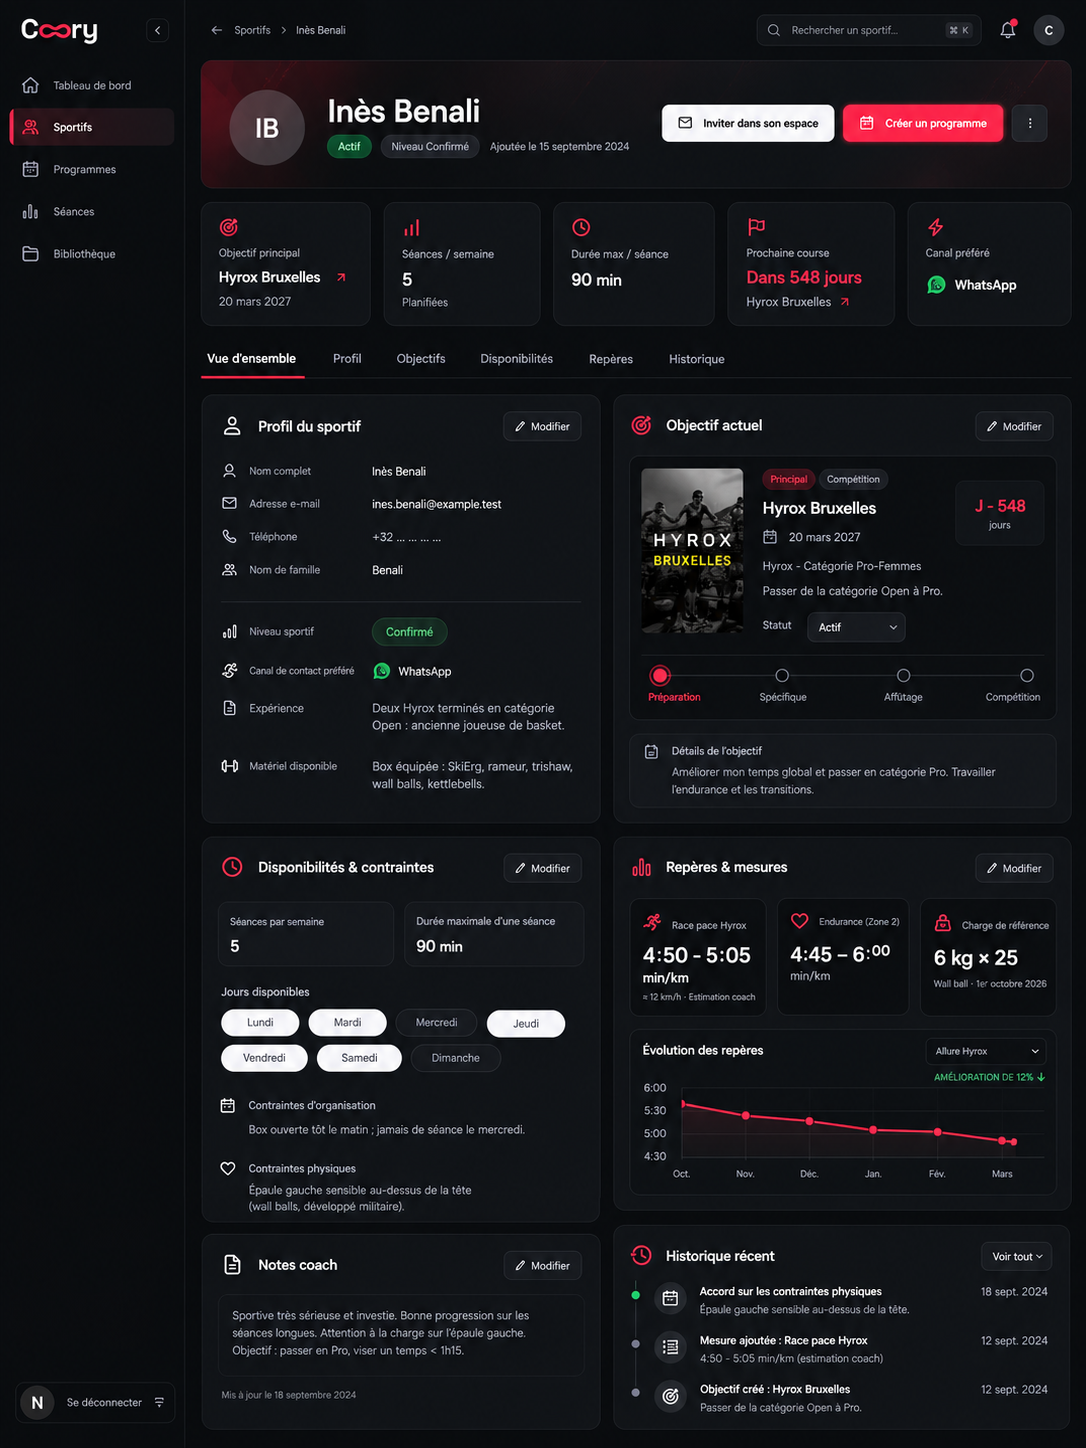 Coory
Sportifs > Inès Benali
Rechercher un sportif...
⌘ K
C
Tableau de bord
Sportifs
Programmes
Séances
Bibliothèque
IB
Inès Benali
Actif
Niveau Confirmé
Ajoutée le 15 septembre 2024
Inviter dans son espace
Créer un programme
Objectif principal
Hyrox Bruxelles
20 mars 2027
Séances / semaine
5
Planifiées
Durée max / séance
90 min
Prochaine course
Dans 548 jours
Hyrox Bruxelles
Canal préféré
WhatsApp
Vue d'ensemble
Profil
Objectifs
Disponibilités
Repères
Historique
Profil du sportif
Modifier
Nom complet
Inès Benali
Adresse e-mail
ines.benali@example.test
Téléphone
+32 ... ... ... ...
Nom de famille
Benali
Niveau sportif
Confirmé
Canal de contact préféré
WhatsApp
Expérience
Deux Hyrox terminés en catégorie
Open : ancienne joueuse de basket.
Matériel disponible
Box équipée : SkiErg, rameur, trishaw,
wall balls, kettlebells.
Objectif actuel
Modifier
HYROX
BRUXELLES
Principal
Compétition
Hyrox Bruxelles
20 mars 2027
Hyrox - Catégorie Pro-Femmes
Passer de la catégorie Open à Pro.
Statut
Actif
J - 548
jours
Préparation
Spécifique
Affûtage
Compétition
Détails de l'objectif
Améliorer mon temps global et passer en catégorie Pro. Travailler
l'endurance et les transitions.
Disponibilités & contraintes
Modifier
Séances par semaine
5
Durée maximale d'une séance
90 min
Jours disponibles
Lundi
Mardi
Mercredi
Jeudi
Vendredi
Samedi
Dimanche
Contraintes d'organisation
Box ouverte tôt le matin ; jamais de séance le mercredi.
Contraintes physiques
Épaule gauche sensible au-dessus de la tête
(wall balls, développé militaire).
Repères & mesures
Modifier
Race pace Hyrox
4:50 - 5:05
min/km
≈ 12 km/h · Estimation coach
Endurance (Zone 2)
4:45 – 6:00
min/km
Charge de référence
6 kg × 25
Wall ball · 1er octobre 2026
Évolution des repères
Allure Hyrox
AMÉLIORATION DE 12% ↓
6:00
5:30
5:00
4:30
Oct.
Nov.
Déc.
Jan.
Fév.
Mars
Notes coach
Modifier
Sportive très sérieuse et investie. Bonne progression sur les
séances longues. Attention à la charge sur l'épaule gauche.
Objectif : passer en Pro, viser un temps < 1h15.
Mis à jour le 18 septembre 2024
Historique récent
Voir tout
Accord sur les contraintes physiques
18 sept. 2024
Épaule gauche sensible au-dessus de la tête.
Mesure ajoutée : Race pace Hyrox
12 sept. 2024
4:50 - 5:05 min/km (estimation coach)
Objectif créé : Hyrox Bruxelles
12 sept. 2024
Passer de la catégorie Open à Pro.
N
Se déconnecter